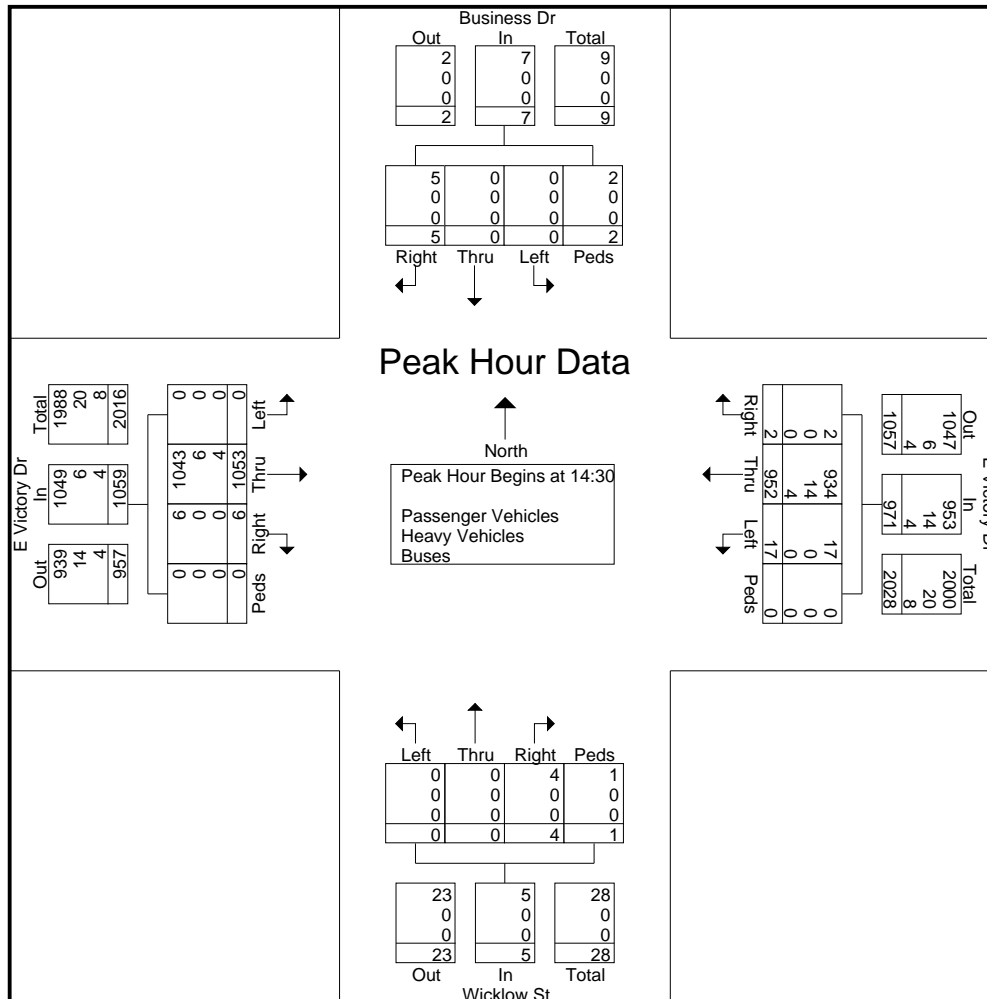 Business Dr
Out In Total
2 7 9
0 0 0
0 0 0
2 7 9
5 0 0 2
0 0 0 0
0 0 0 0
5 0 0 2
Right Thru Left Peds
Peak Hour Data
North
Peak Hour Begins at 14:30
Passenger Vehicles
Heavy Vehicles
Buses
E Victory Dr
Out In Total
939 1049 1988
14 6 20
4 4 8
957 1059 2016
0 6 1043 0
0 0 6 0
0 0 4 0
0 6 1053 0
Peds Right Thru Left
E Victory Dr
Out In Total
1047 953 2000
6 14 20
4 4 8
1057 971 2028
2 934 17 0
0 14 0 0
0 4 0 0
2 952 17 0
Right Thru Left Peds
Left Thru Right Peds
0 0 4 1
0 0 0 0
0 0 0 0
0 0 4 1
23 5 28
0 0 0
0 0 0
23 5 28
Out In Total
Wicklow St